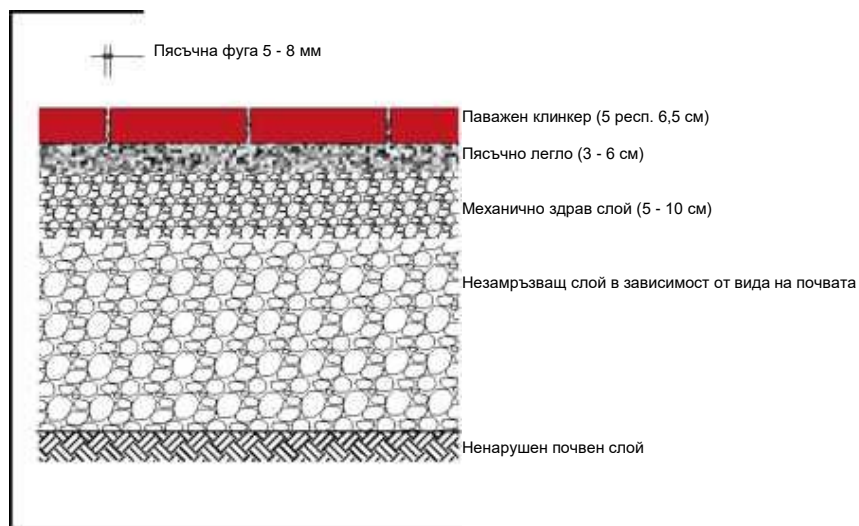 Пясъчна фуга 5 - 8 мм
Паважен клинкер (5 респ. 6,5 см)
Пясъчно легло (3 - 6 см)
Механично здрав слой (5 - 10 см)
Незамръзващ слой в зависимост от вида на почвата
Ненарушен почвен слой